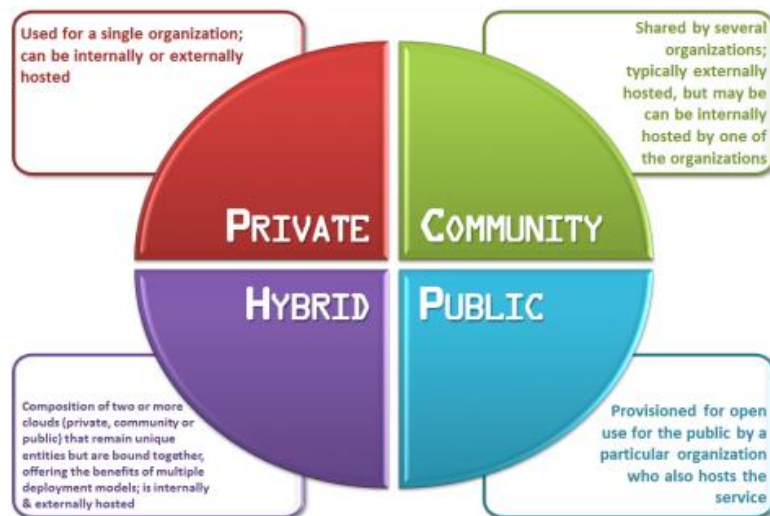 Used for a single organization;
can be internally or externally
hosted
Shared by several
organizations;
typically externally
hosted, but may be
can be internally
hosted by one of
the organizations
PRIVATE
COMMUNITY
HYBRID
PUBLIC
Composition of two or more
clouds (private, community or
public) that remain unique
entities but are bound together,
offering the benefits of multiple
deployment models; is internally
& externally hosted
Provisioned for open
use for the public by a
particular organization
who also hosts the
service